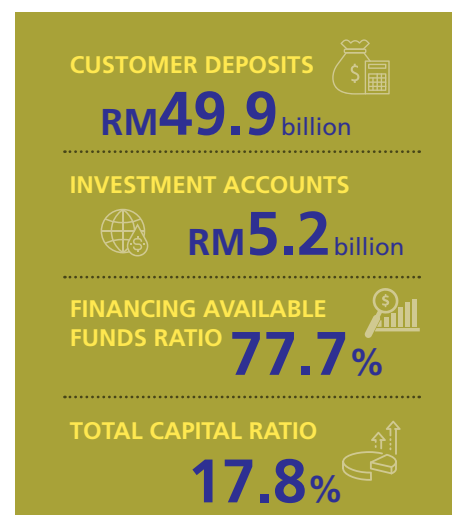 CUSTOMER DEPOSITS
$
RM49.9 billion
INVESTMENT ACCOUNTS
$
RM5.2 billion
$
FINANCING AVAILABLE
FUNDS RATIO 77.7%
TOTAL CAPITAL RATIO
17.8%